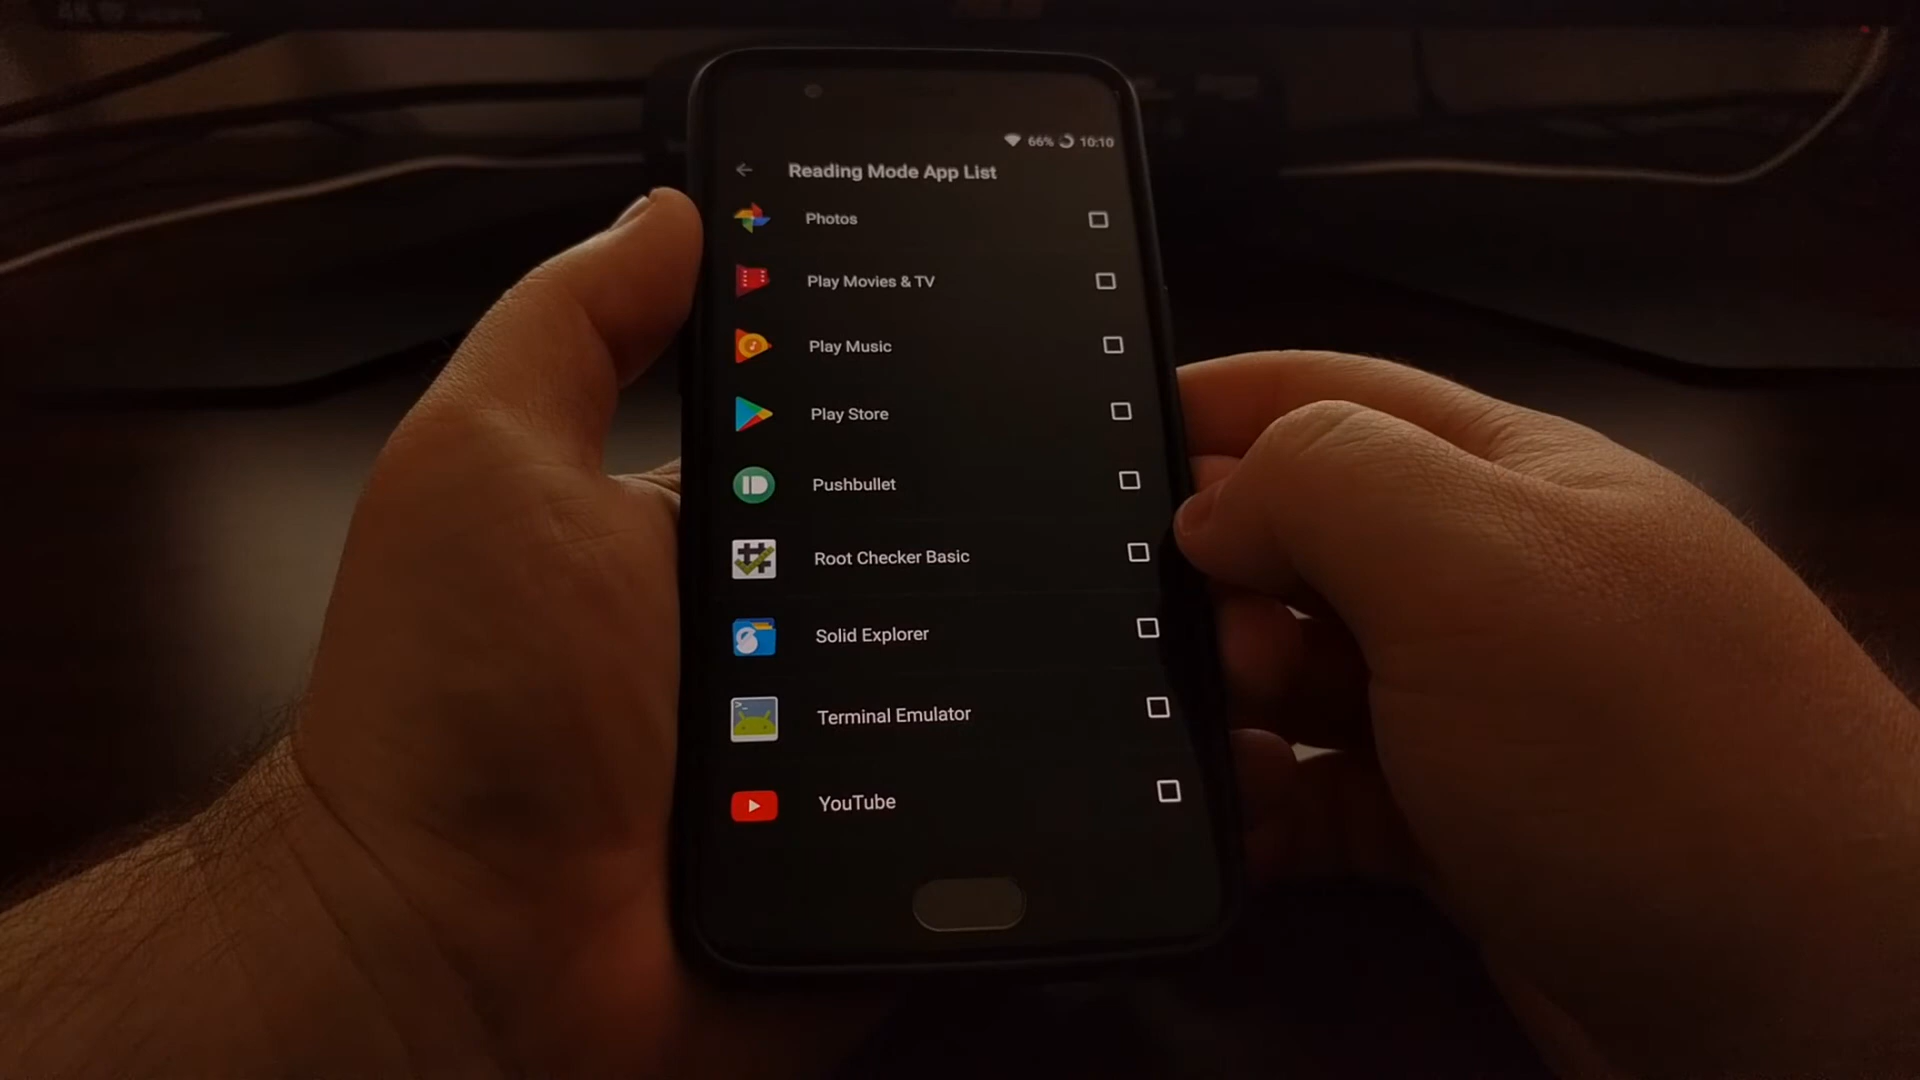 66% 10:10
Reading Mode App List
Photos
Play Movies & TV
Play Music
Play Store
Pushbullet
Root Checker Basic
Solid Explorer
>_
Terminal Emulator
YouTube